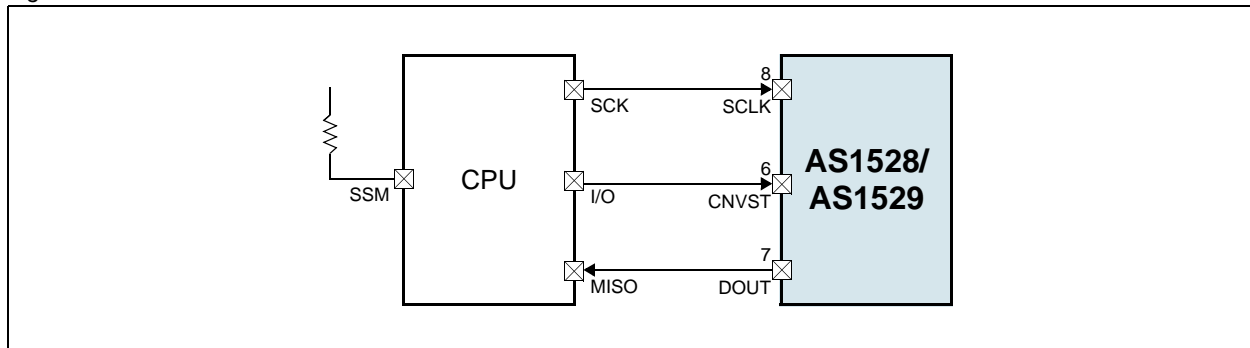 8
SCK
SCLK
AS1528/
AS1529
CPU
6
SSM
I/O
CNVST
7
MISO
DOUT